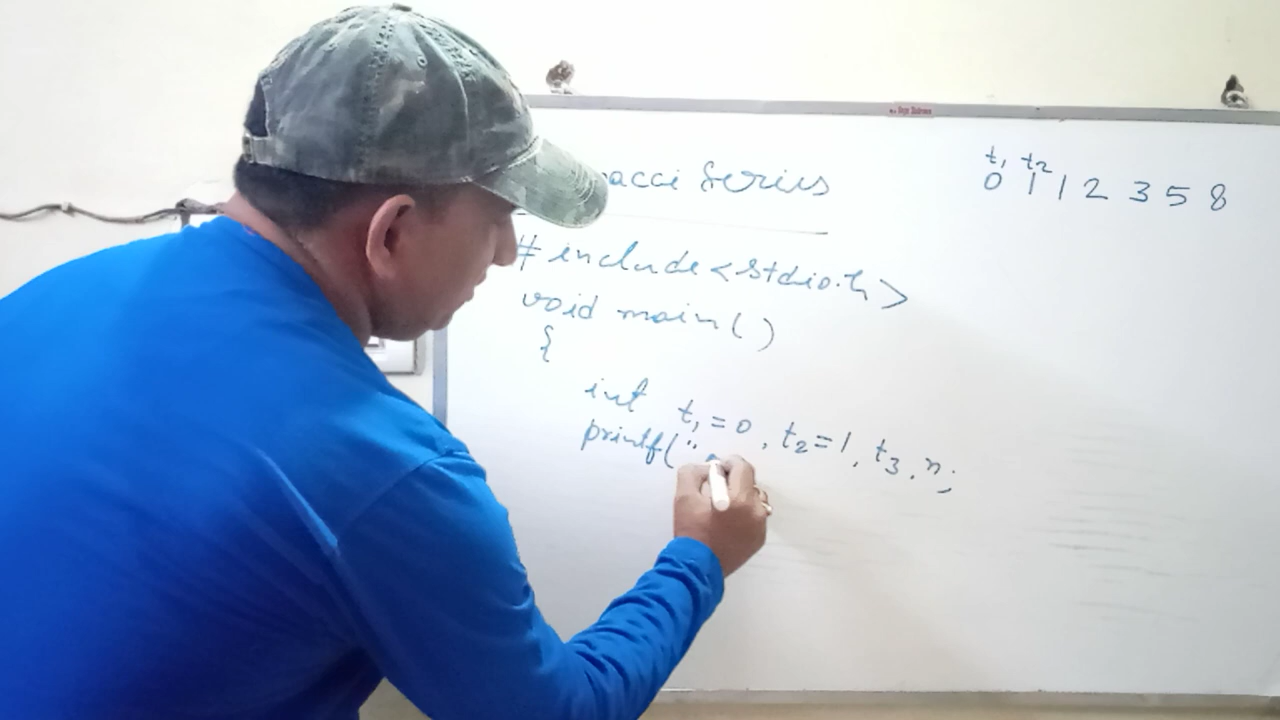 acci Series
t1 t2
0 1 1 2 3 5 8
# include <stdio.h>
void main()
{
int t1=0, t2=1, t3, n;
printf("